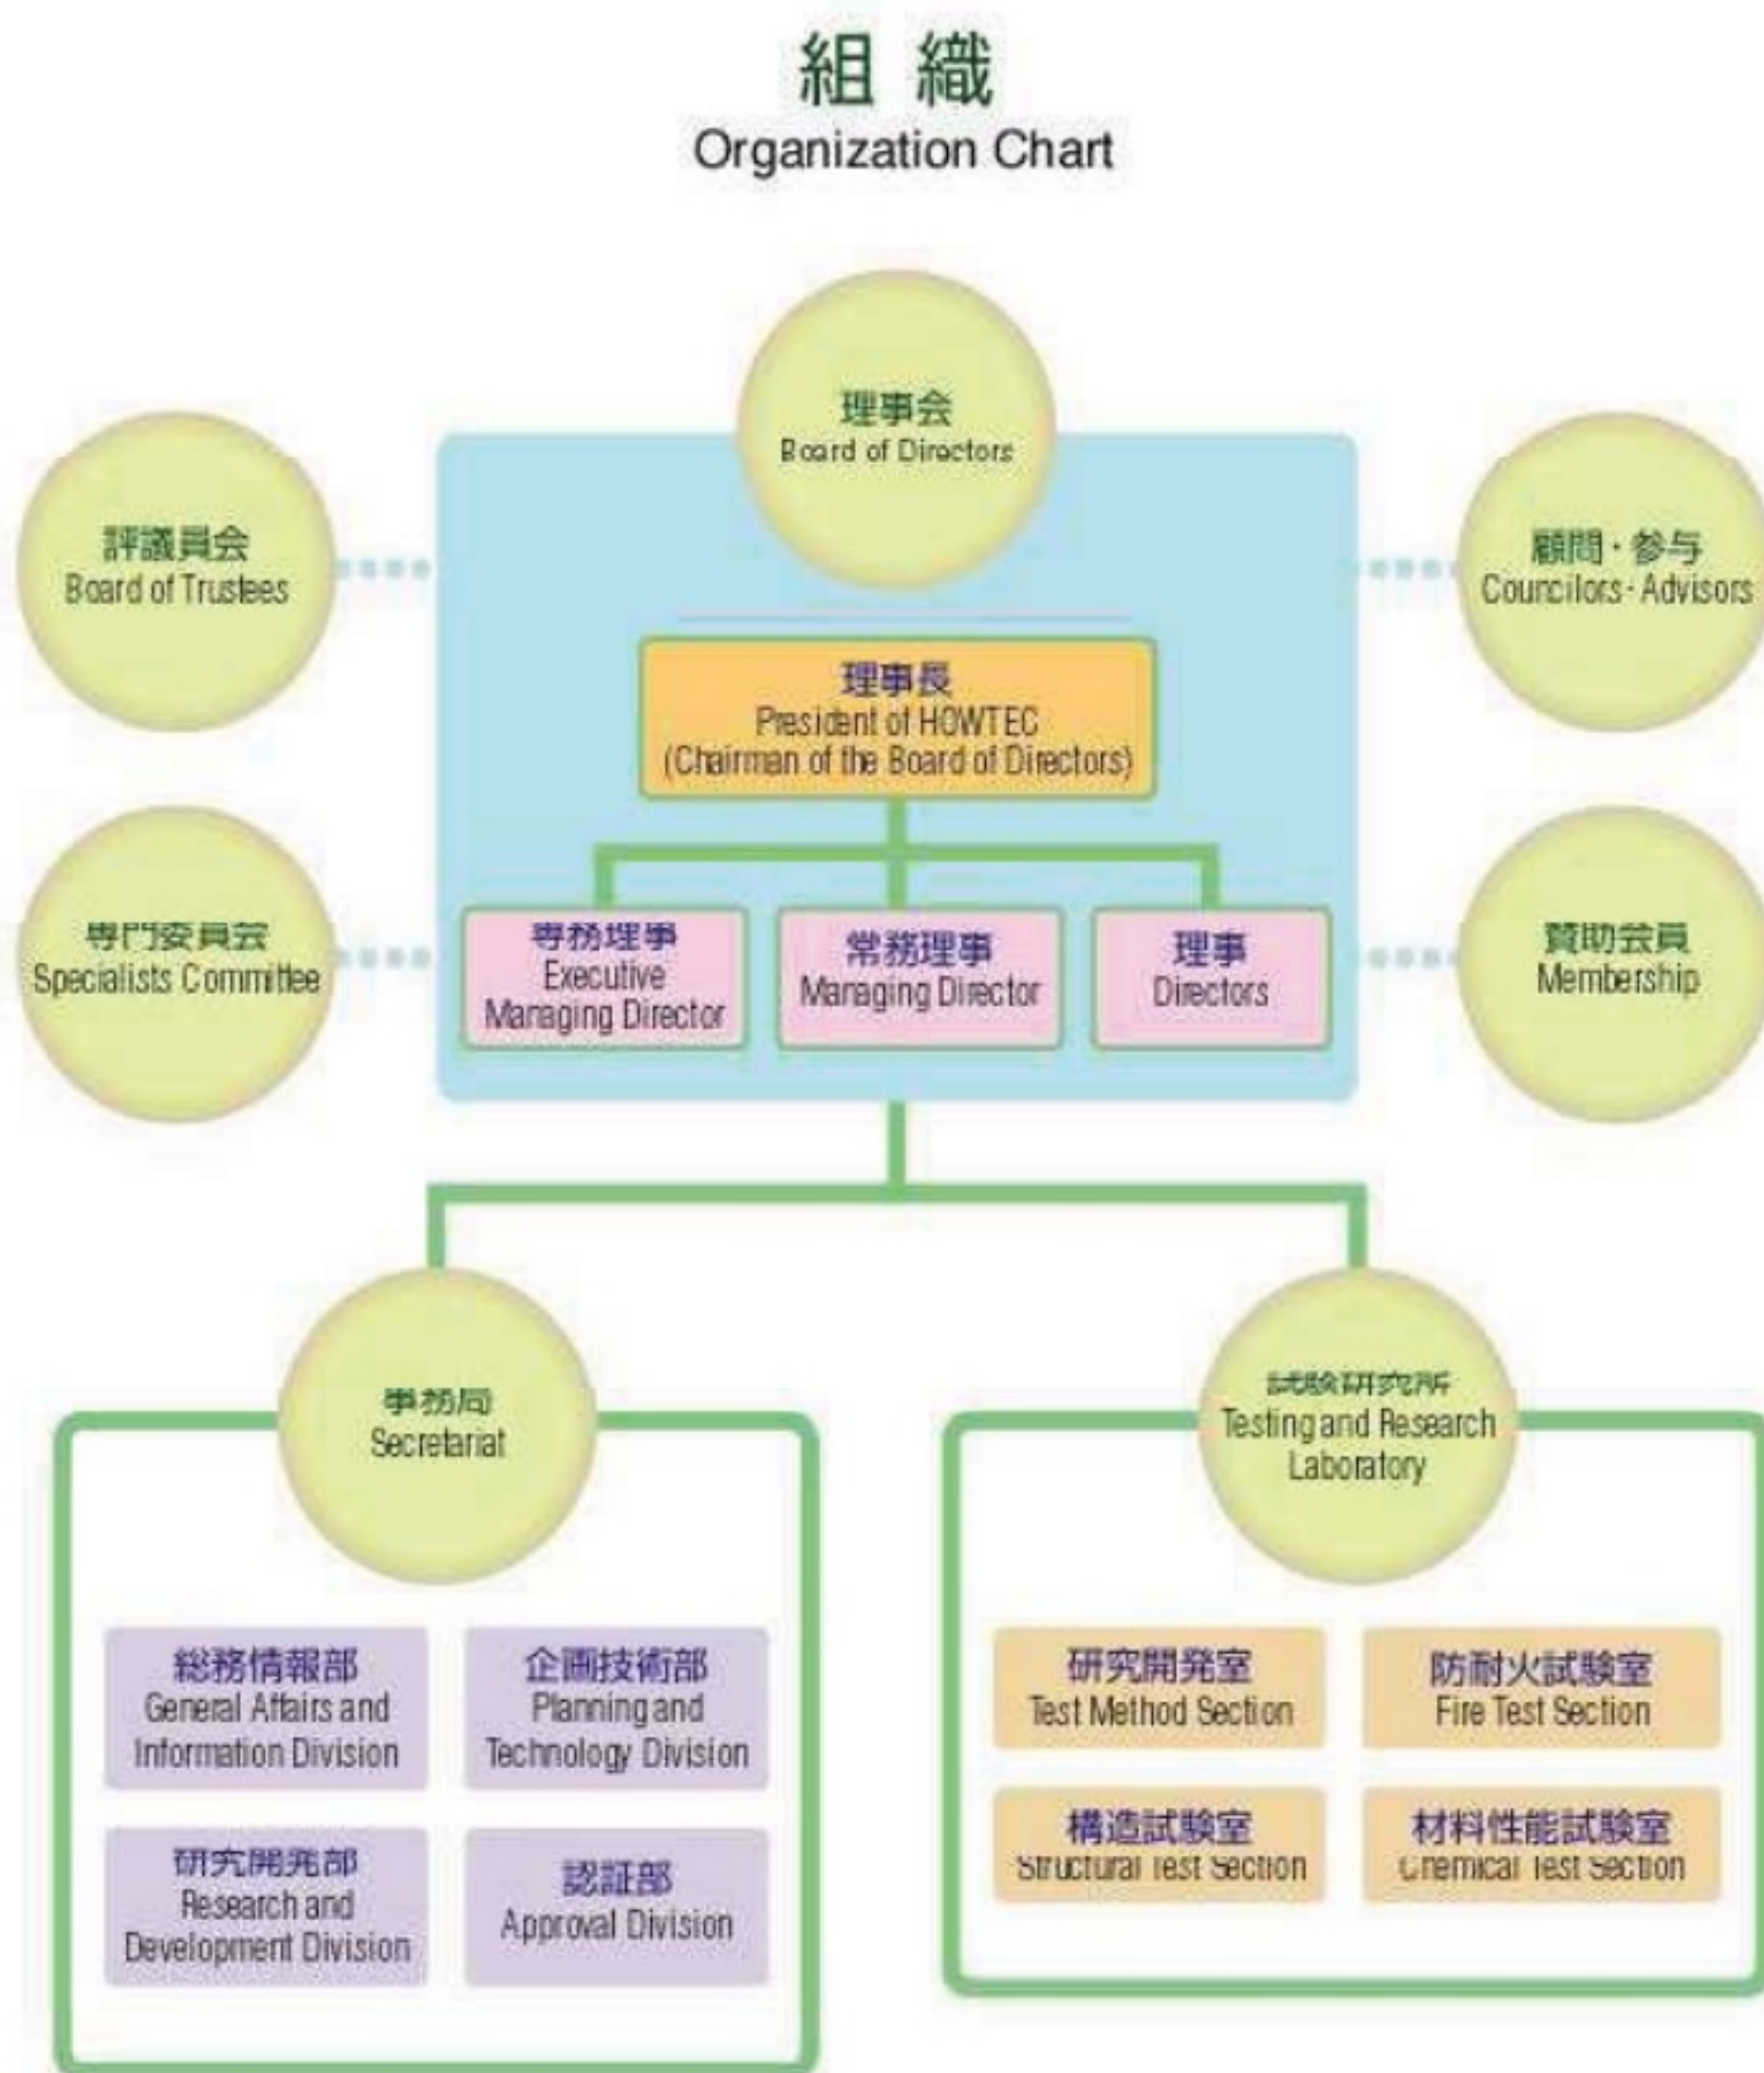 組 織
Organization Chart
理事会
Board of Directors
評議員会
Board of Trustees
顧問・参与
Councilors・Advisors
理事長
President of HOWTEC
(Chairman of the Board of Directors)
専門委員会
Specialists Committee
専務理事
Executive
Managing Director
常務理事
Managing Director
理事
Directors
賛助会員
Membership
事務局
Secretariat
試験研究所
Testing and Research
Laboratory
総務情報部
General Affairs and
Information Division
企画技術部
Planning and
Technology Division
研究開発部
Research and
Development Division
認証部
Approval Division
研究開発室
Test Method Section
防耐火試験室
Fire Test Section
構造試験室
Structural Test Section
材料性能試験室
Chemical Test Section